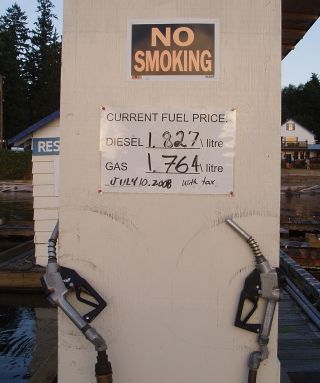 NO
SMOKING
CURRENT FUEL PRICE:
DIESEL 1.827 \ litre
GAS 1.764 \ litre
JULY 10. 2008 with tax
RES